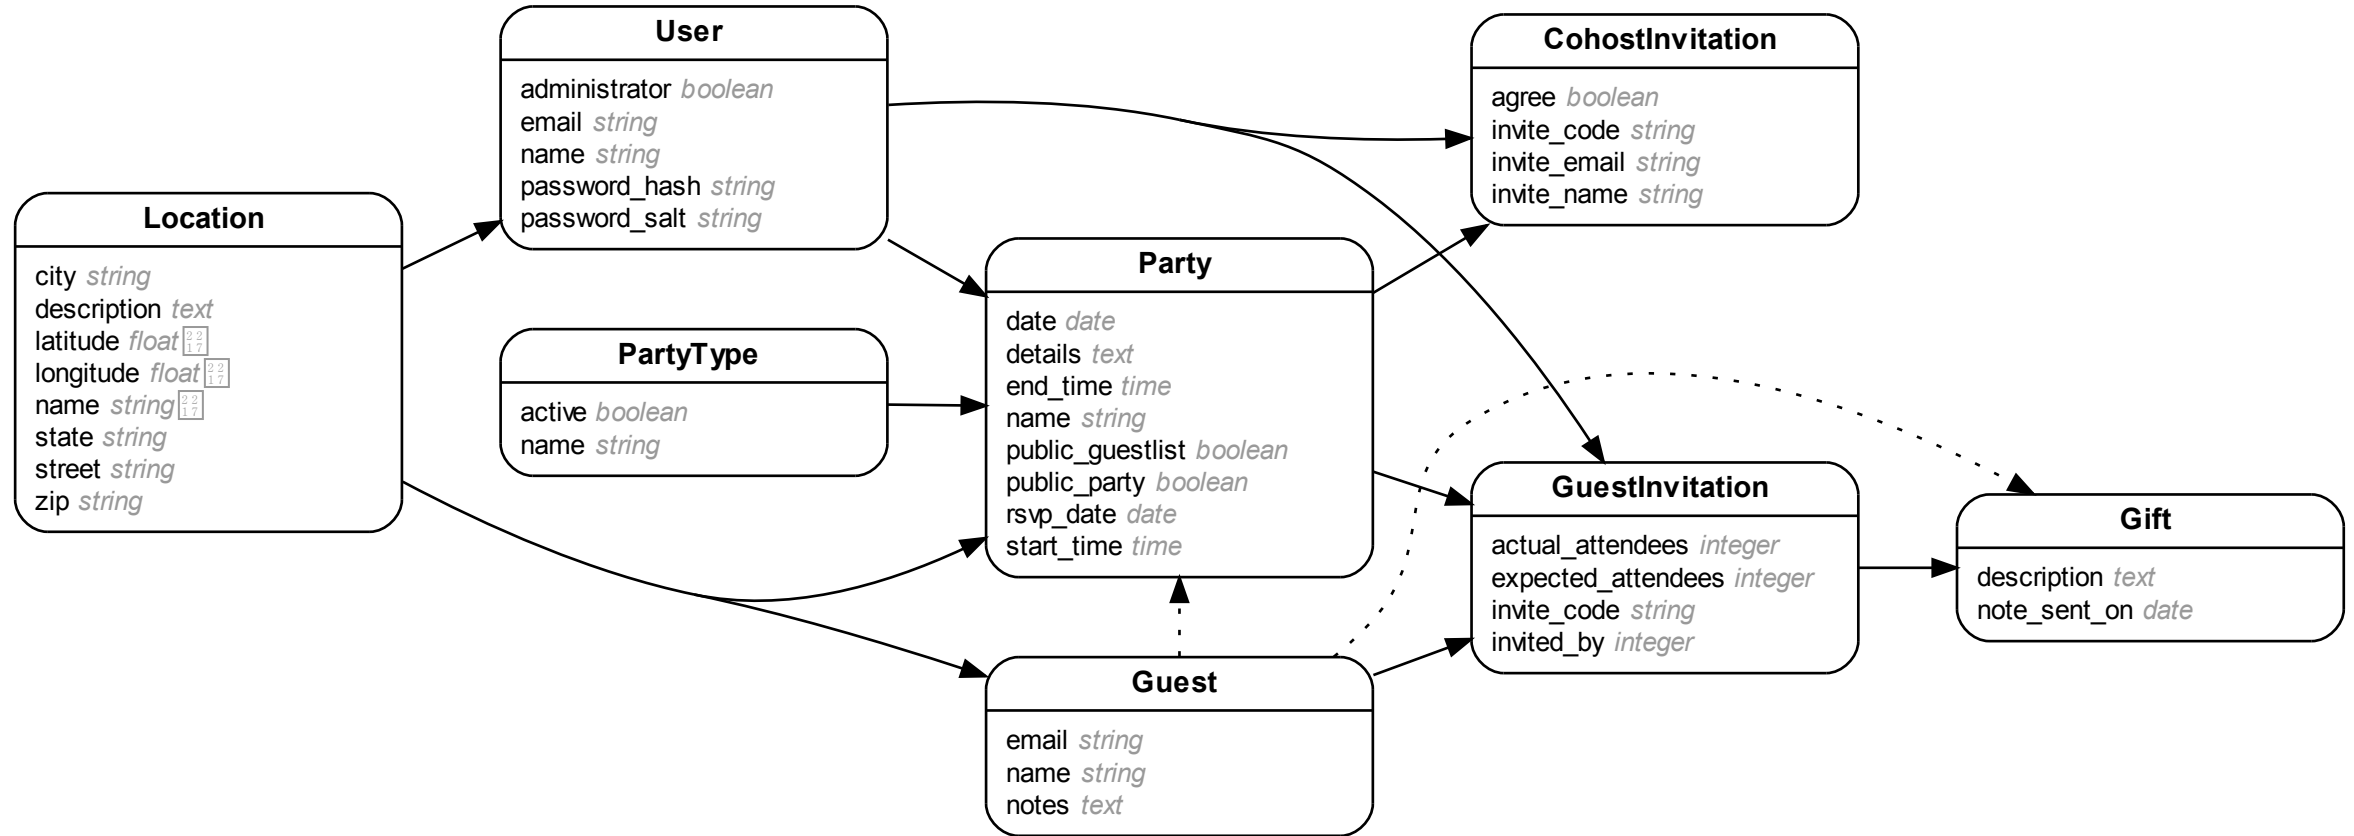 User
administrator boolean
email string
name string
password_hash string
password_salt string
CohostInvitation
agree boolean
invite_code string
invite_email string
invite_name string
Location
city string
description text
latitude float
longitude float
name string
state string
street string
zip string
Party
date date
details text
end_time time
name string
public_guestlist boolean
public_party boolean
rsvp_date date
start_time time
PartyType
active boolean
name string
GuestInvitation
actual_attendees integer
expected_attendees integer
invite_code string
invited_by integer
Gift
description text
note_sent_on date
Guest
email string
name string
notes text